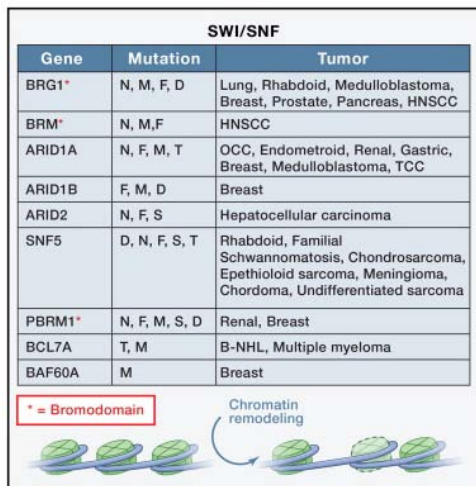 SWI/SNF
Gene Mutation Tumor
BRG1* N, M, F, D Lung, Rhabdoid, Medulloblastoma,
Breast, Prostate, Pancreas, HNSCC
BRM* N, M,F HNSCC
ARID1A N, F, M, T OCC, Endometroid, Renal, Gastric,
Breast, Medulloblastoma, TCC
ARID1B F, M, D Breast
ARID2 N, F, S Hepatocellular carcinoma
SNF5 D, N, F, S, T Rhabdoid, Familial
Schwannomatosis, Chondrosarcoma,
Epethioloid sarcoma, Meningioma,
Chordoma, Undifferentiated sarcoma
PBRM1* N, F, M, S, D Renal, Breast
BCL7A T, M B-NHL, Multiple myeloma
BAF60A M Breast
* = Bromodomain
Chromatin
remodeling